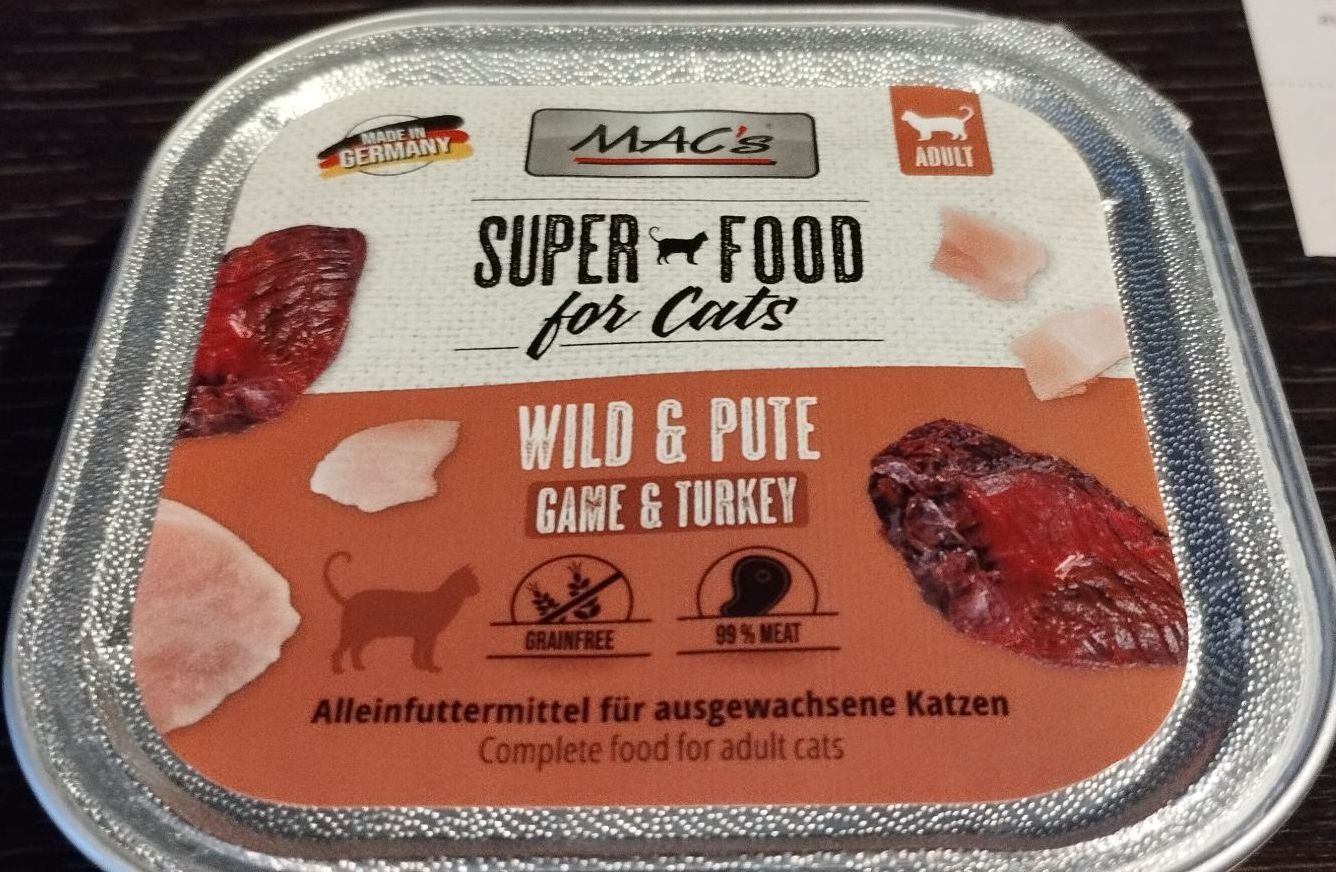 MADE IN
GERMANY
MAC's
ADULT
SUPER FOOD
for Cats
WILD & PUTE
GAME & TURKEY
GRAINFREE
99 % MEAT
Alleinfuttermittel für ausgewachsene Katzen
Complete food for adult cats